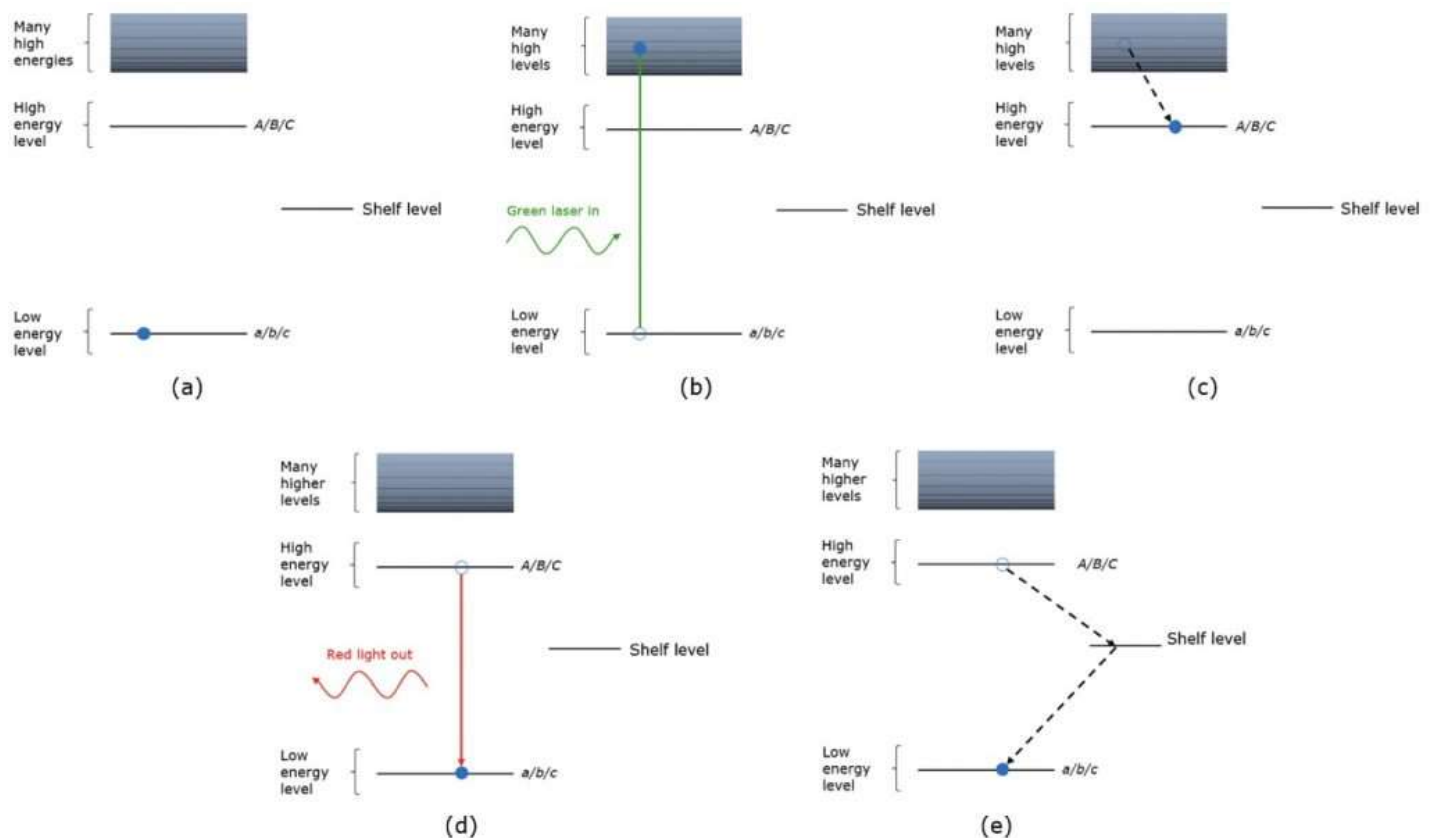 Many
high
energies
High
energy
level
A/B/C
Shelf level
Low
energy
level
a/b/c
(a)
Many
high
levels
High
energy
level
A/B/C
Green laser in
Shelf level
Low
energy
level
a/b/c
(b)
Many
high
levels
High
energy
level
A/B/C
Shelf level
Low
energy
level
a/b/c
(c)
Many
higher
levels
High
energy
level
A/B/C
Red light out
Shelf level
Low
energy
level
a/b/c
(d)
Many
higher
levels
High
energy
level
A/B/C
Shelf level
Low
energy
level
a/b/c
(e)